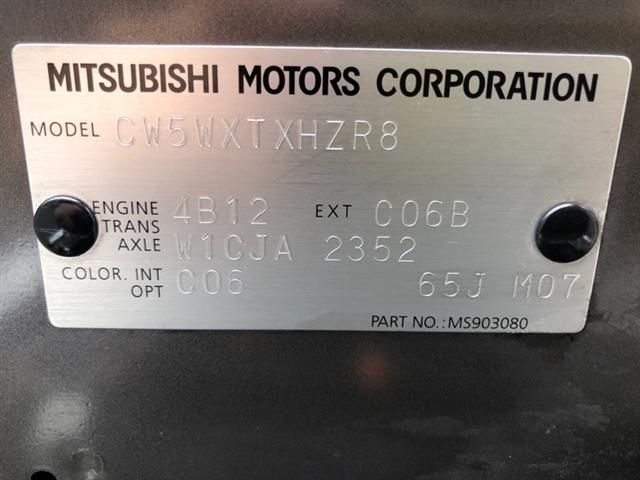 MITSUBISHI MOTORS CORPORATION
MODEL CW5WXTXHZR8
ENGINE 4B12 EXT C06B
TRANS
AXLE W1CJA 2352
COLOR. INT C06
OPT 65J M07
PART NO.: MS903080